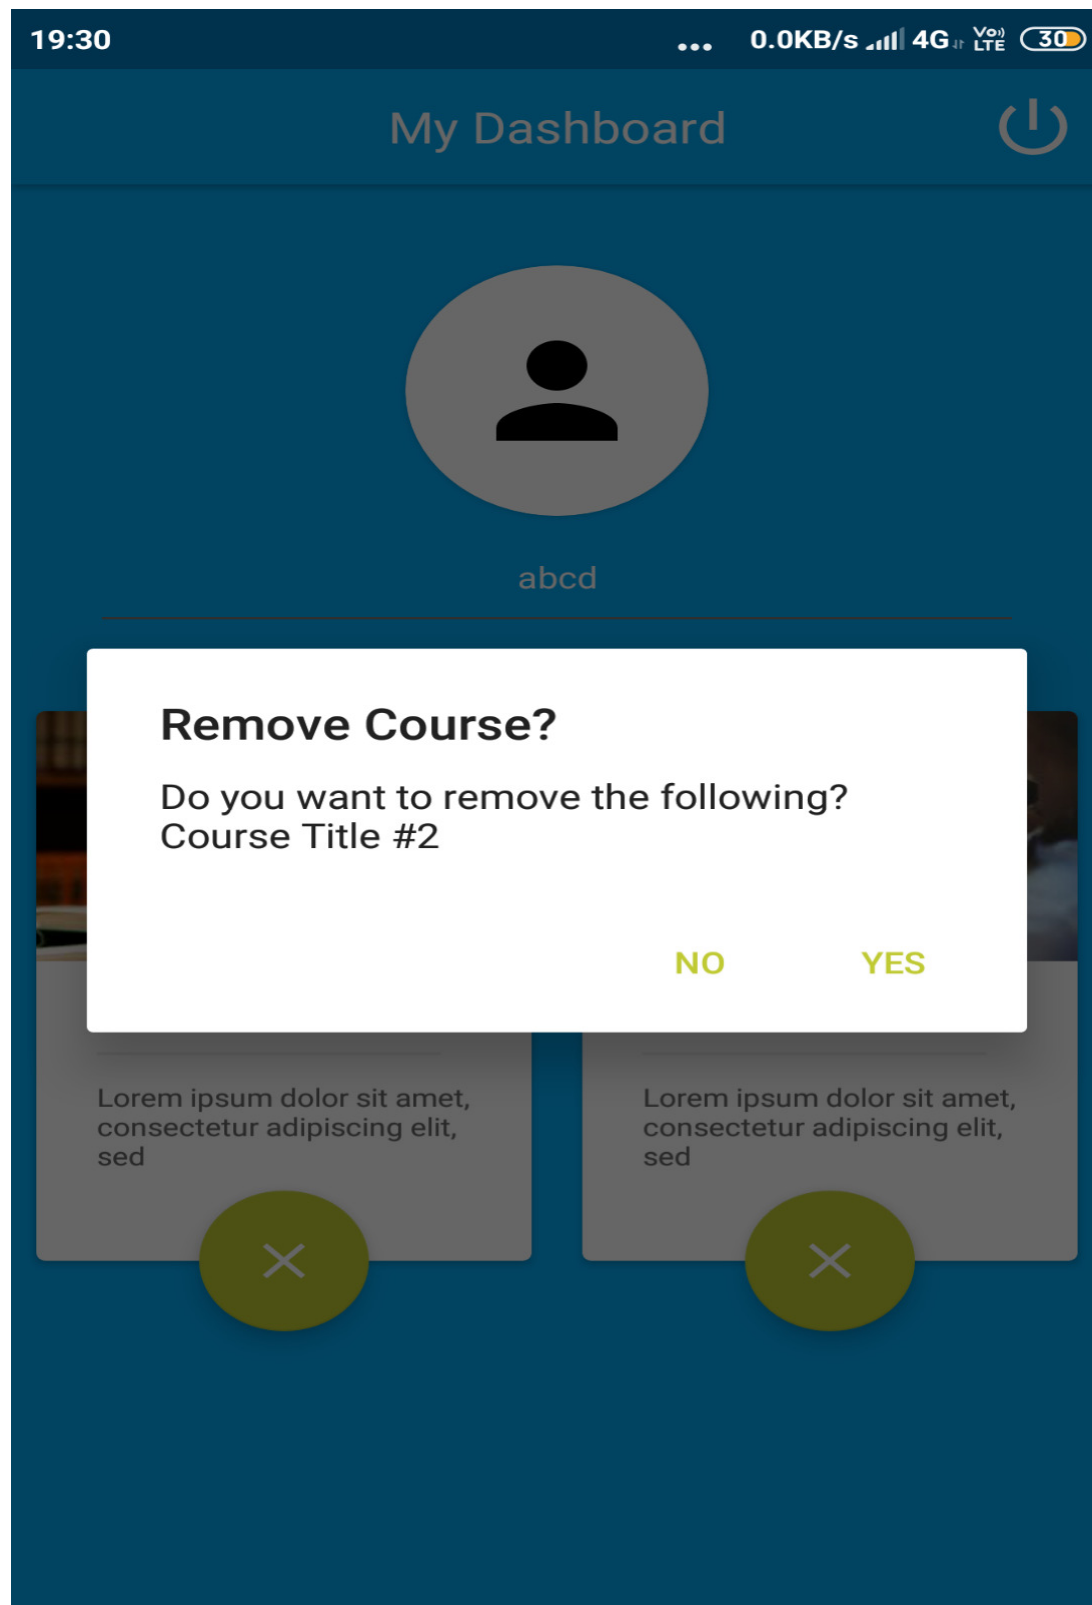 19:30 ... 0.0KB/s 4G Vo)) LTE 30
My Dashboard
abcd
Remove Course?
Do you want to remove the following?
Course Title #2
NO YES
Lorem ipsum dolor sit amet,
consectetur adipiscing elit,
sed
Lorem ipsum dolor sit amet,
consectetur adipiscing elit,
sed